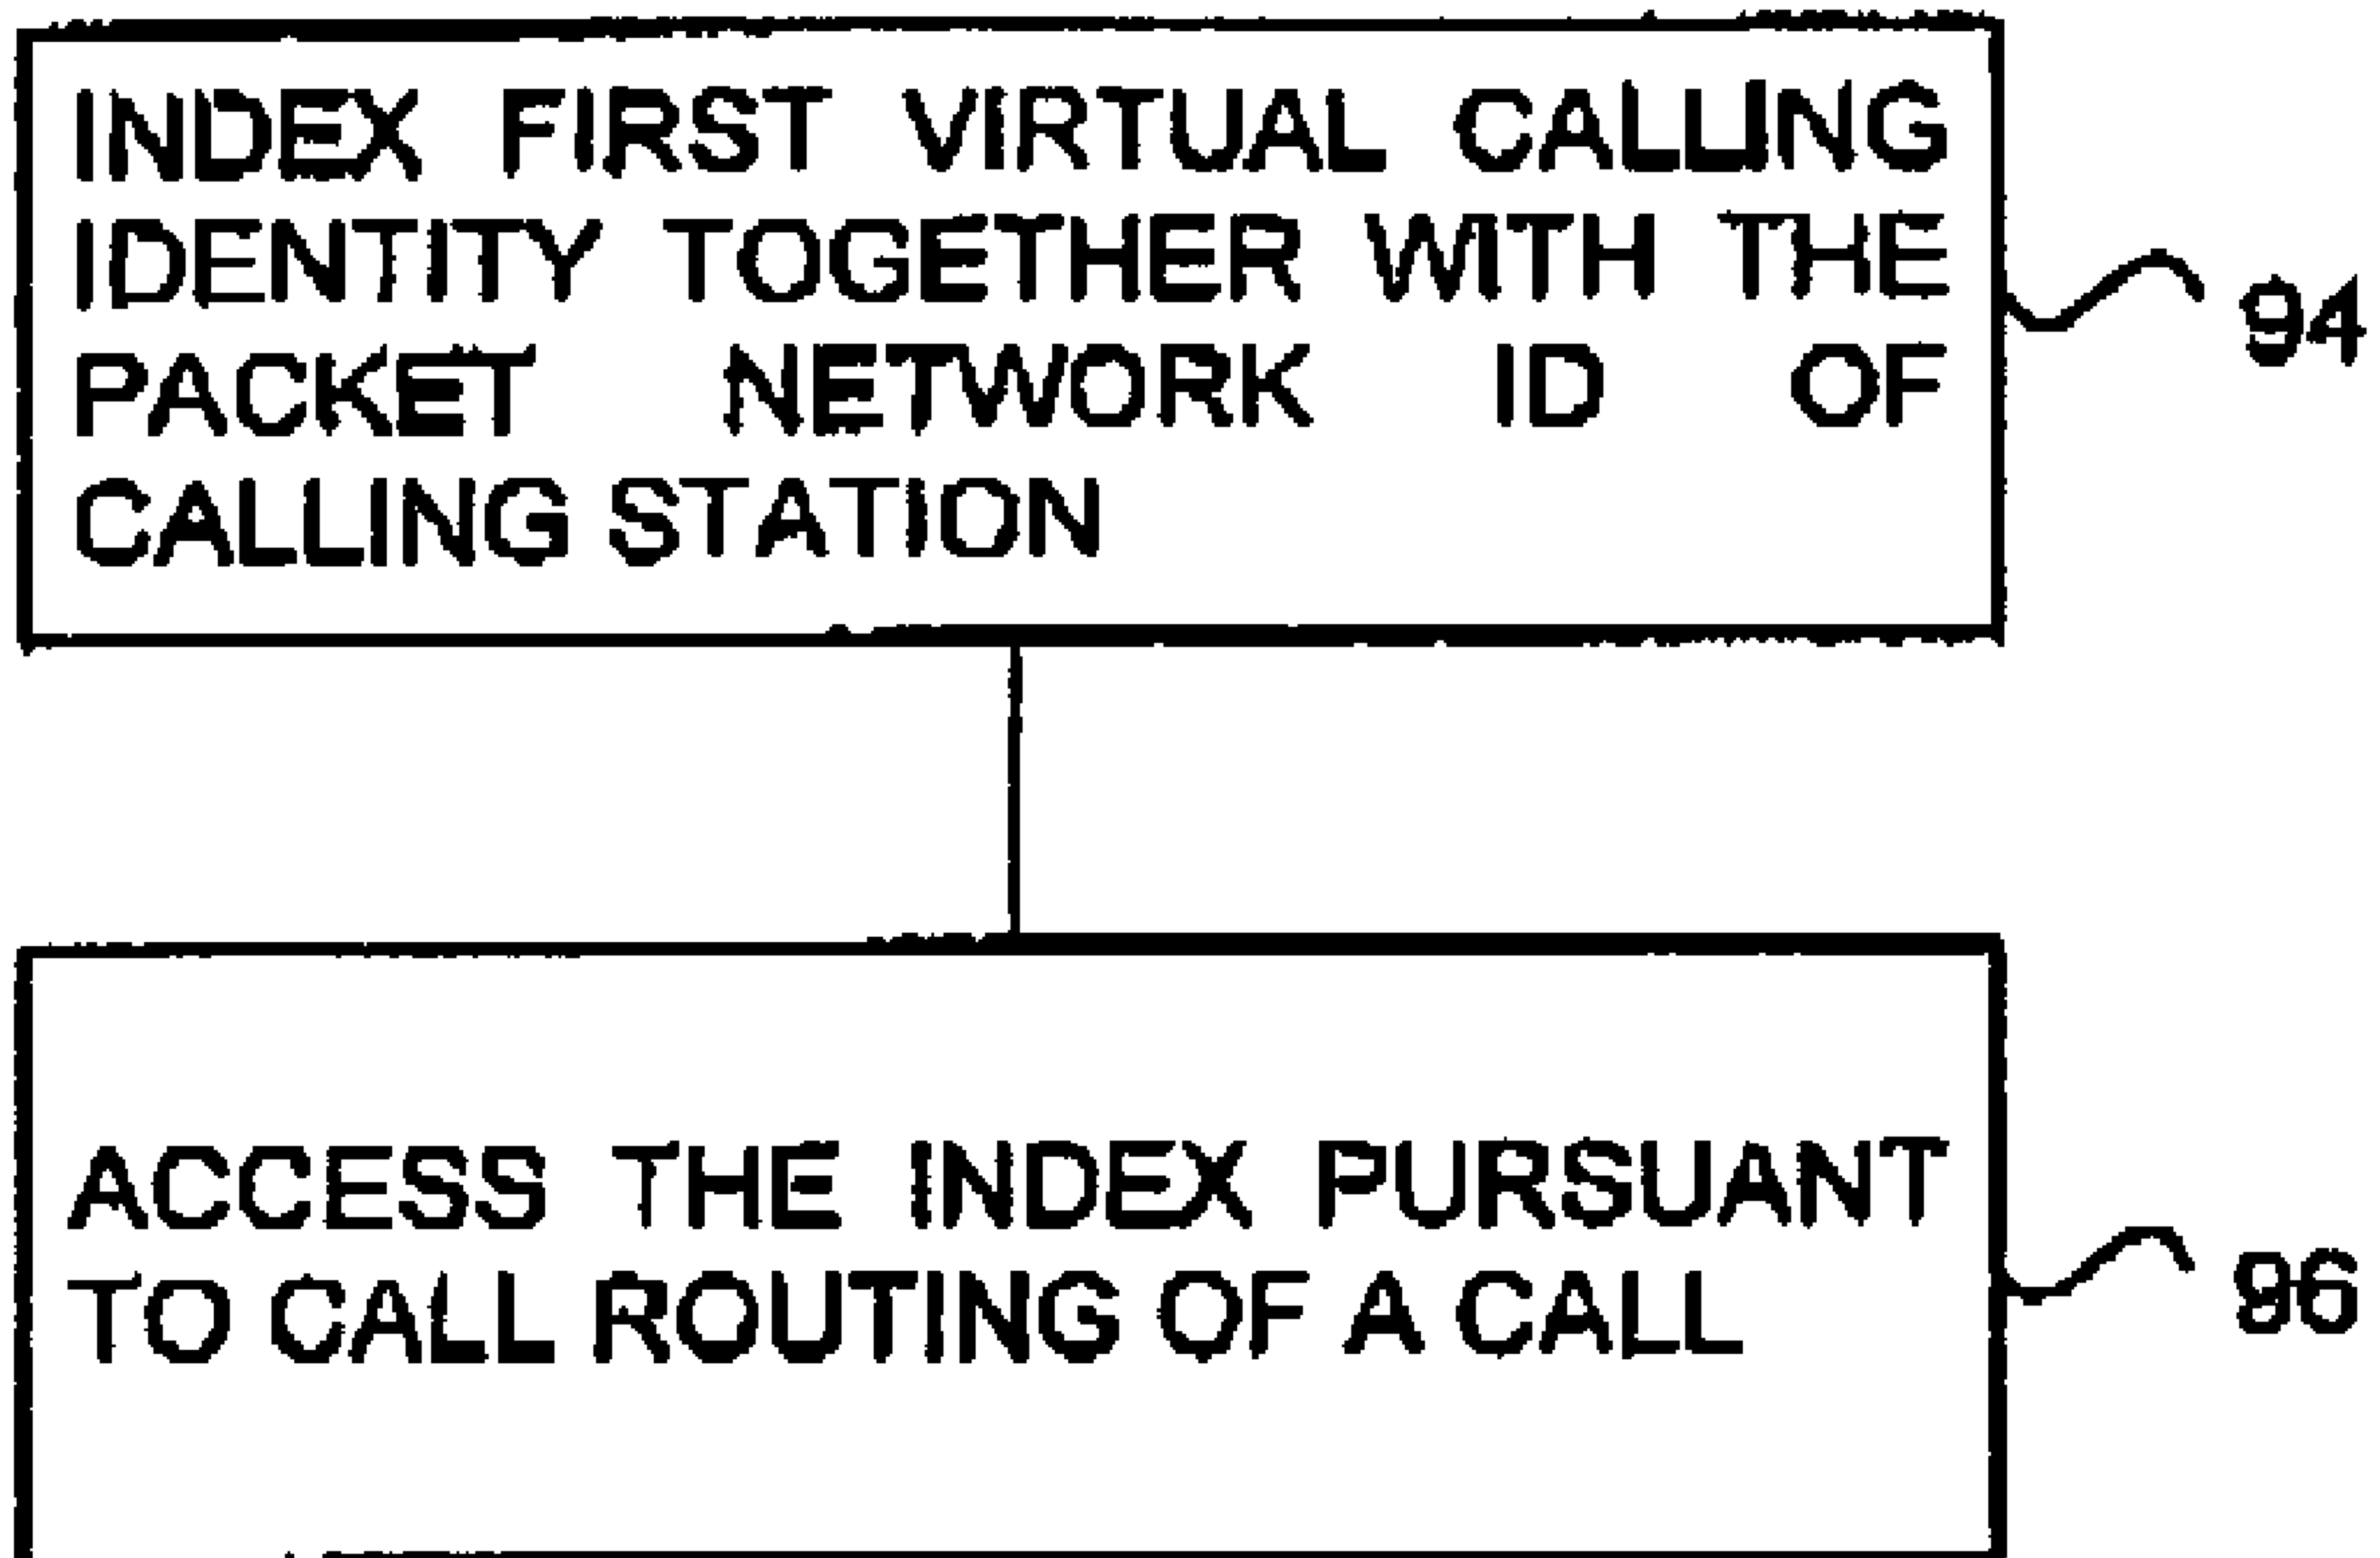 INDEX FIRST VIRTUAL CALLING
IDENTITY TOGETHER WITH THE
PACKET NETWORK ID OF
CALLING STATION
94
ACCESS THE INDEX PURSUANT
TO CALL ROUTING OF A CALL
96